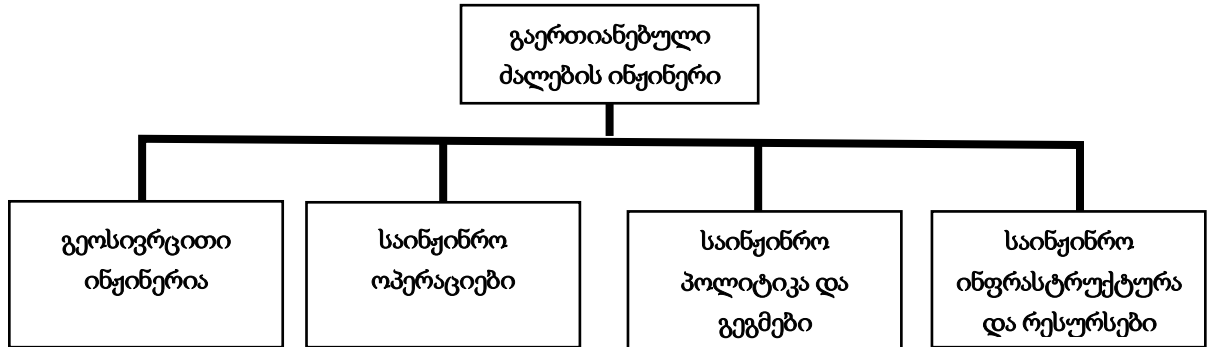 გაერთიანებული
ძალების ინჟინერი
გეოსივრცითი
ინჟინერია
საინჟინრო
ოპერაციები
საინჟინრო
პოლიტიკა და
გეგმები
საინჟინრო
ინფრასტრუქტურა
და რესურსები